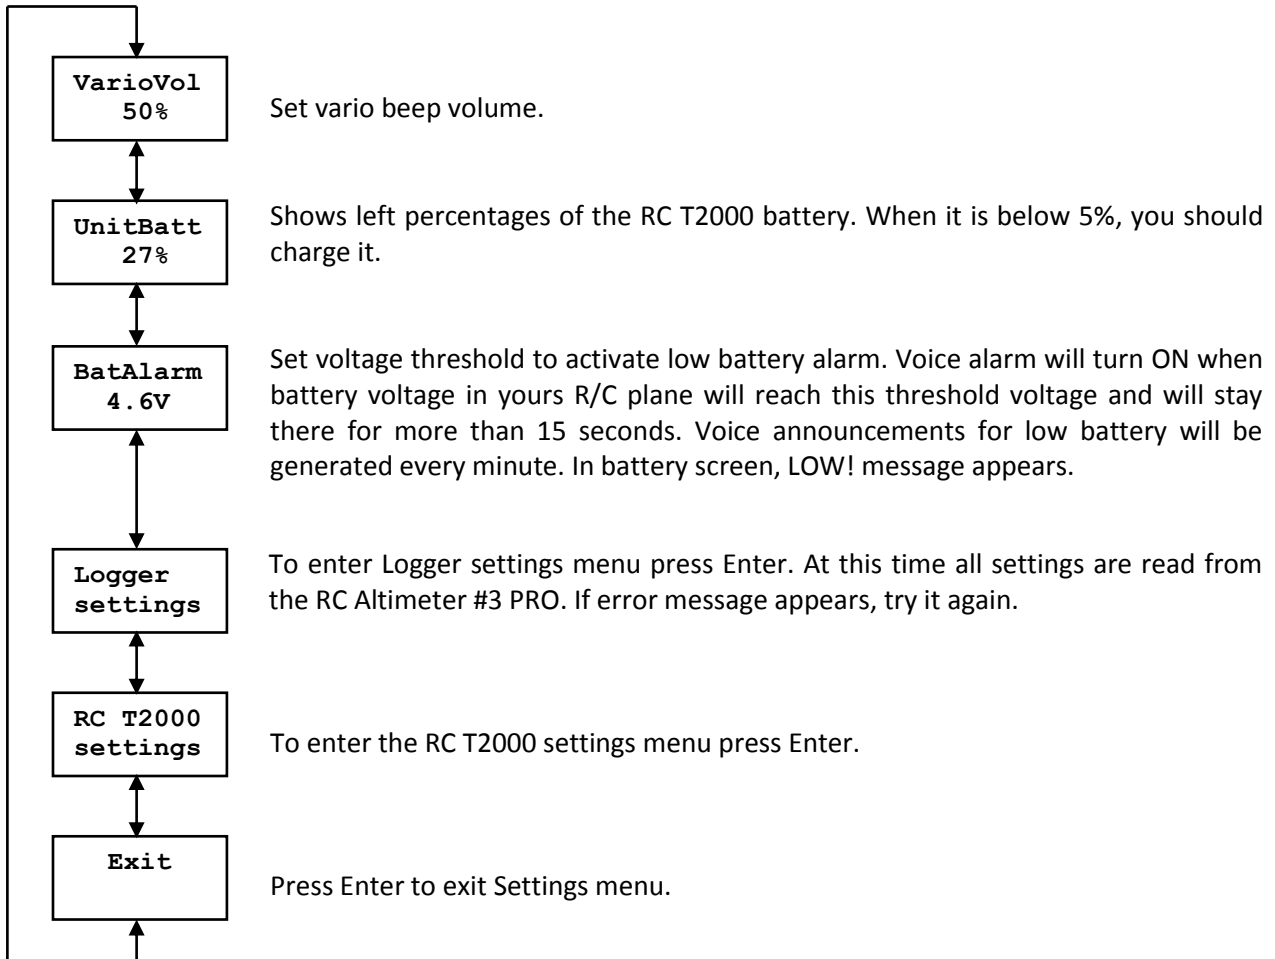 VarioVol
50%
Set vario beep volume.
UnitBatt
27%
Shows left percentages of the RC T2000 battery. When it is below 5%, you should
charge it.
BatAlarm
4.6V
Set voltage threshold to activate low battery alarm. Voice alarm will turn ON when
battery voltage in yours R/C plane will reach this threshold voltage and will stay
there for more than 15 seconds. Voice announcements for low battery will be
generated every minute. In battery screen, LOW! message appears.
Logger
settings
To enter Logger settings menu press Enter. At this time all settings are read from
the RC Altimeter #3 PRO. If error message appears, try it again.
RC T2000
settings
To enter the RC T2000 settings menu press Enter.
Exit
Press Enter to exit Settings menu.